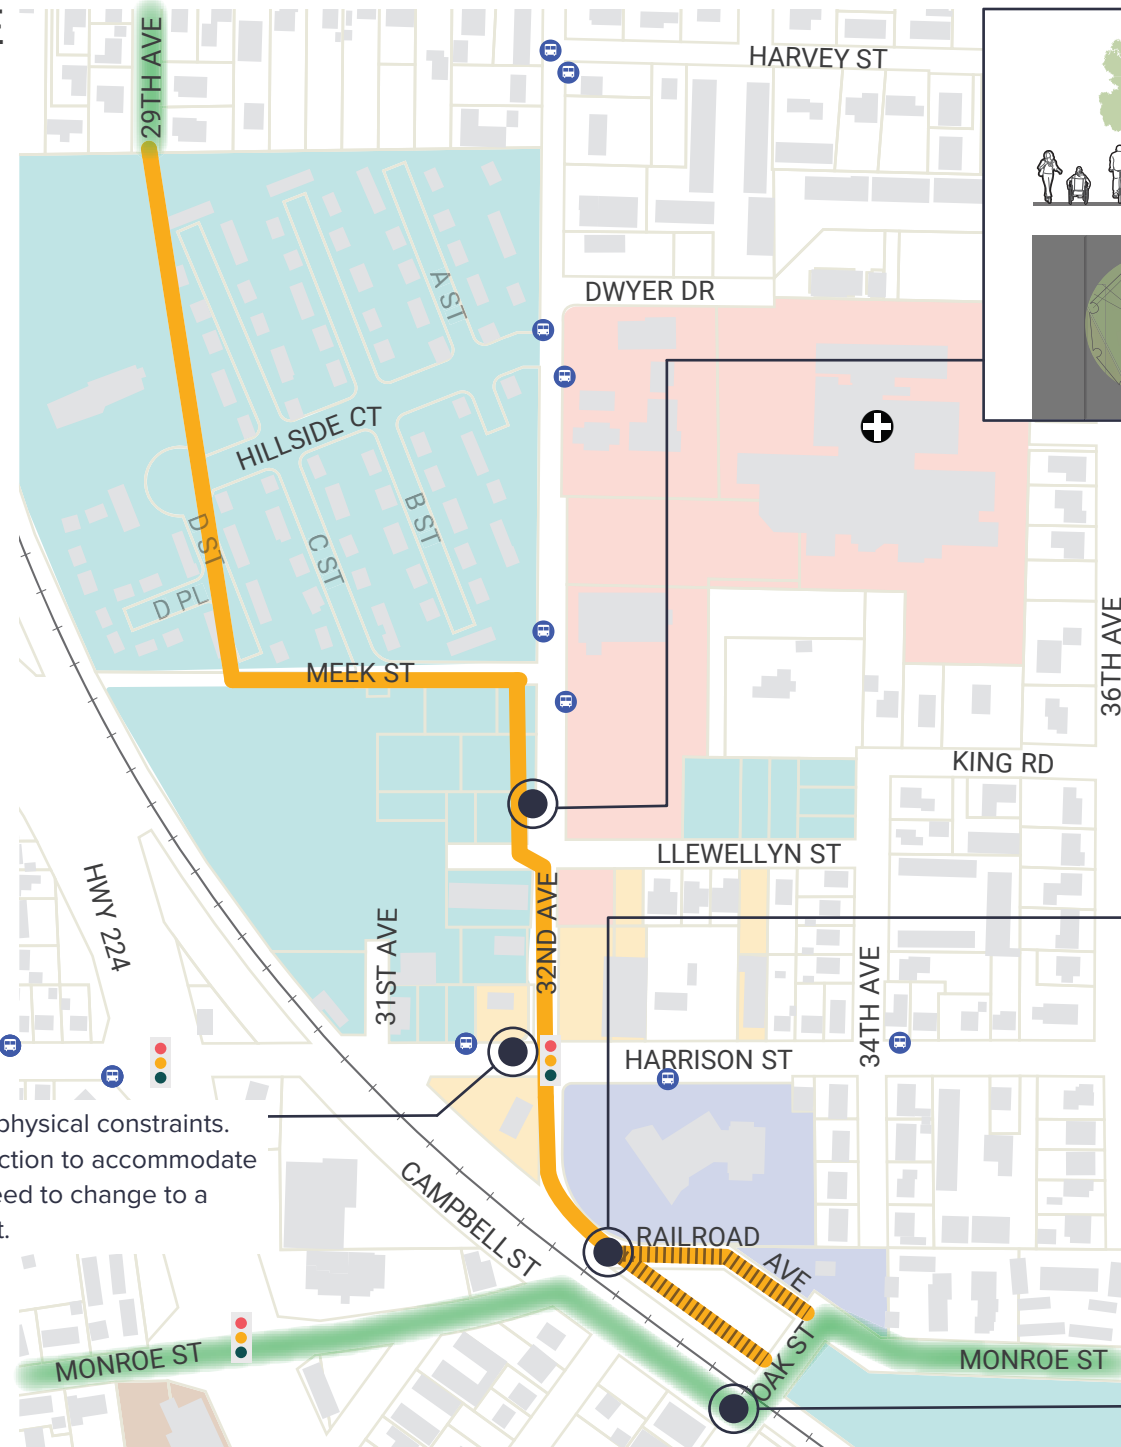 29TH AVE
HARVEY ST
A ST
DWYER DR
HILLSIDE CT
D ST
C ST
B ST
D PL
36TH AVE
MEEK ST
KING RD
LLEWELLYN ST
HWY 224
31ST AVE
32ND AVE
34TH AVE
HARRISON ST
physical constraints.
ction to accommodate
eed to change to a
t.
CAMPBELL ST
RAILROAD
AVE
OAK ST
MONROE ST
MONROE ST